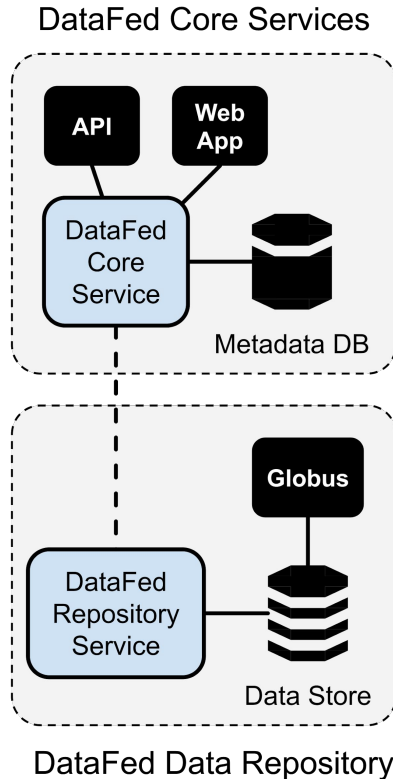 DataFed Core Services
API
Web
App
DataFed
Core
Service
Metadata DB
Globus
DataFed
Repository
Service
Data Store
DataFed Data Repository